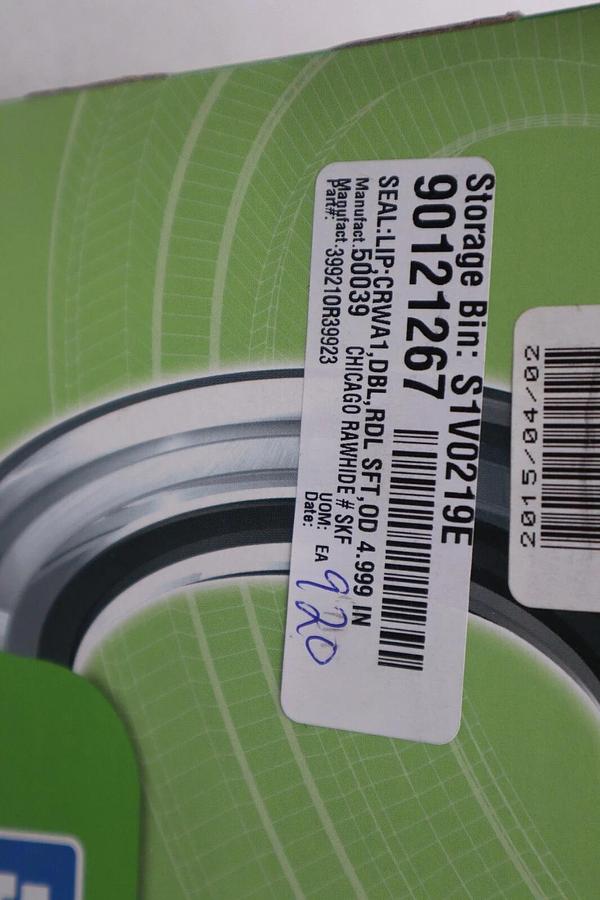 Storage Bin: S1V0219E
90121267
SEAL:LIP;CRWA1,DBL,RDL SFT,OD 4.999 IN
Manufact.50039 CHICAGO RAWHIDE # SKF
Manufact. 399210R39923 UOM: EA
Part#: Date: 920
2015/04/02